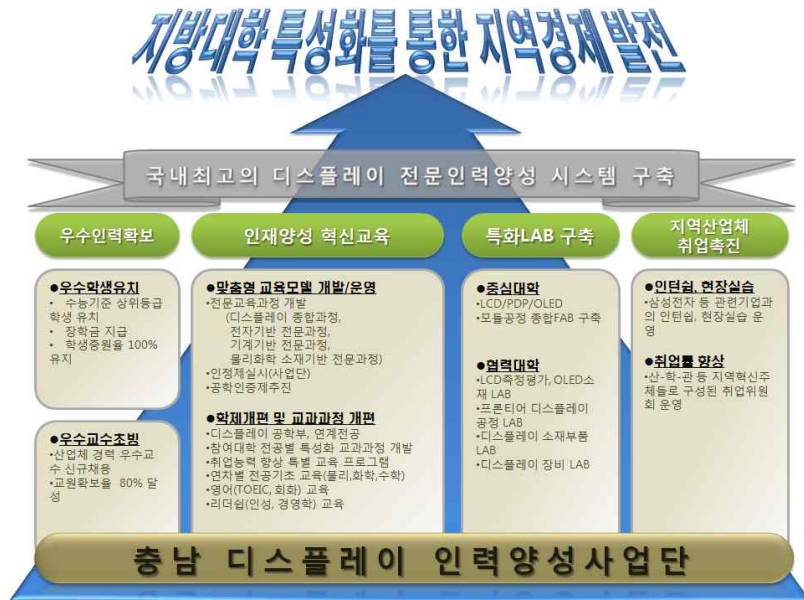 지방대학 특성화를 통한 지역경제 발전
국내최고의 디스플레이 전문인력양성 시스템 구축
우수인력확보
●우수학생유치
• 수능기준 상위등급
학생 유치
• 장학금 지급
• 학생충원율 100%
유지
●우수교수초빙
•산업체 경력 우수교
수 신규채용
•교원확보율 80% 달
성
인재양성 혁신교육
●맞춤형 교육모델 개발/운영
•전문교육과정 개발
(디스플레이 종합과정,
전자기반 전문과정,
기계기반 전문과정,
물리화학 소재기반 전문과정)
•인정제실시(사업단)
•공학인증제추진
●학제개편 및 교과과정 개편
•디스플레이 공학부, 연계전공
•참여대학 전공별 특성화 교과과정 개발
•취업능력 향상 특별 교육 프로그램
•연차별 전공기초 교육(물리,화학,수학)
•영어(TOEIC, 회화) 교육
•리더쉽(인성, 경영학) 교육
특화LAB 구축
●중심대학
•LCD/PDP/OLED
•모듈공정 종합FAB 구축
●협력대학
•LCD측정평가, OLED소
재 LAB
•프론티어 디스플레이
공정 LAB
•디스플레이 소재부품
LAB
•디스플레이 장비 LAB
지역산업체
취업촉진
●인턴쉽, 현장실습
•삼성전자 등 관련기업과
의 인턴쉽, 현장실습 운
영
●취업률 향상
•산-학-관 등 지역혁신주
체들로 구성된 취업위원
회 운영
충남 디스플레이 인력양성사업단